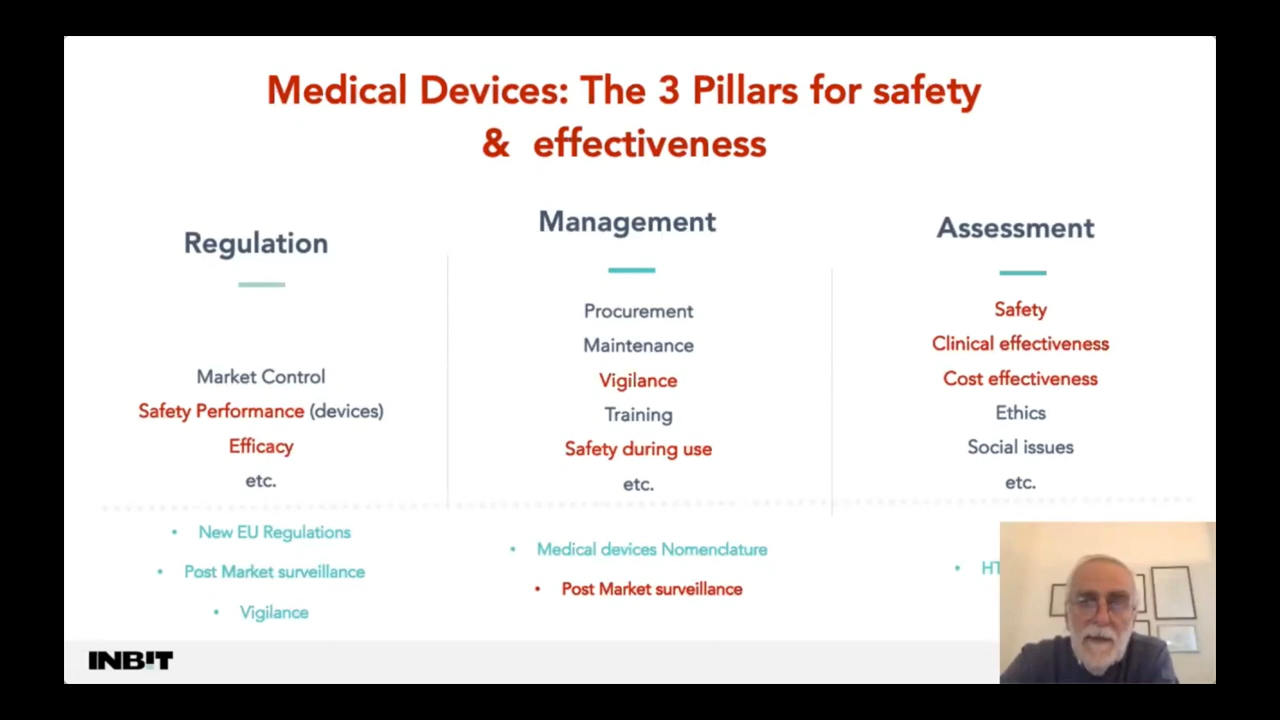 Medical Devices: The 3 Pillars for safety
& effectiveness
Regulation
Market Control
Safety Performance (devices)
Efficacy
etc.
• New EU Regulations
• Post Market surveillance
• Vigilance
Management
Procurement
Maintenance
Vigilance
Training
Safety during use
etc.
• Medical devices Nomenclature
• Post Market surveillance
Assessment
Safety
Clinical effectiveness
Cost effectiveness
Ethics
Social issues
etc.
INBIT